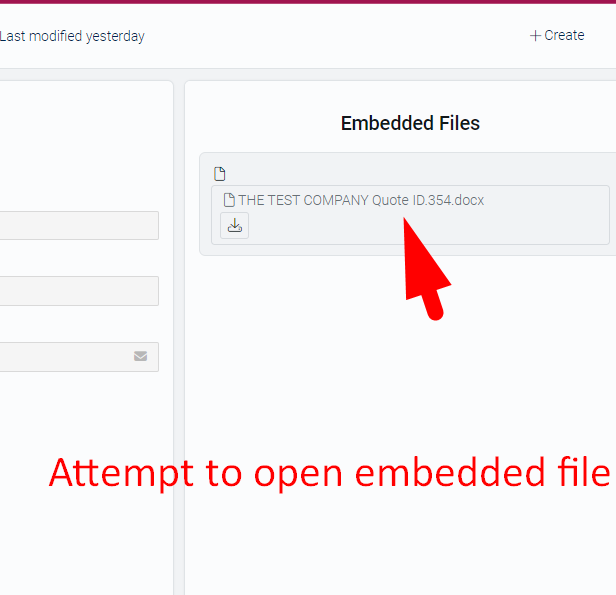 Last modified yesterday
+ Create
Embedded Files
THE TEST COMPANY Quote ID.354.docx
Attempt to open embedded file